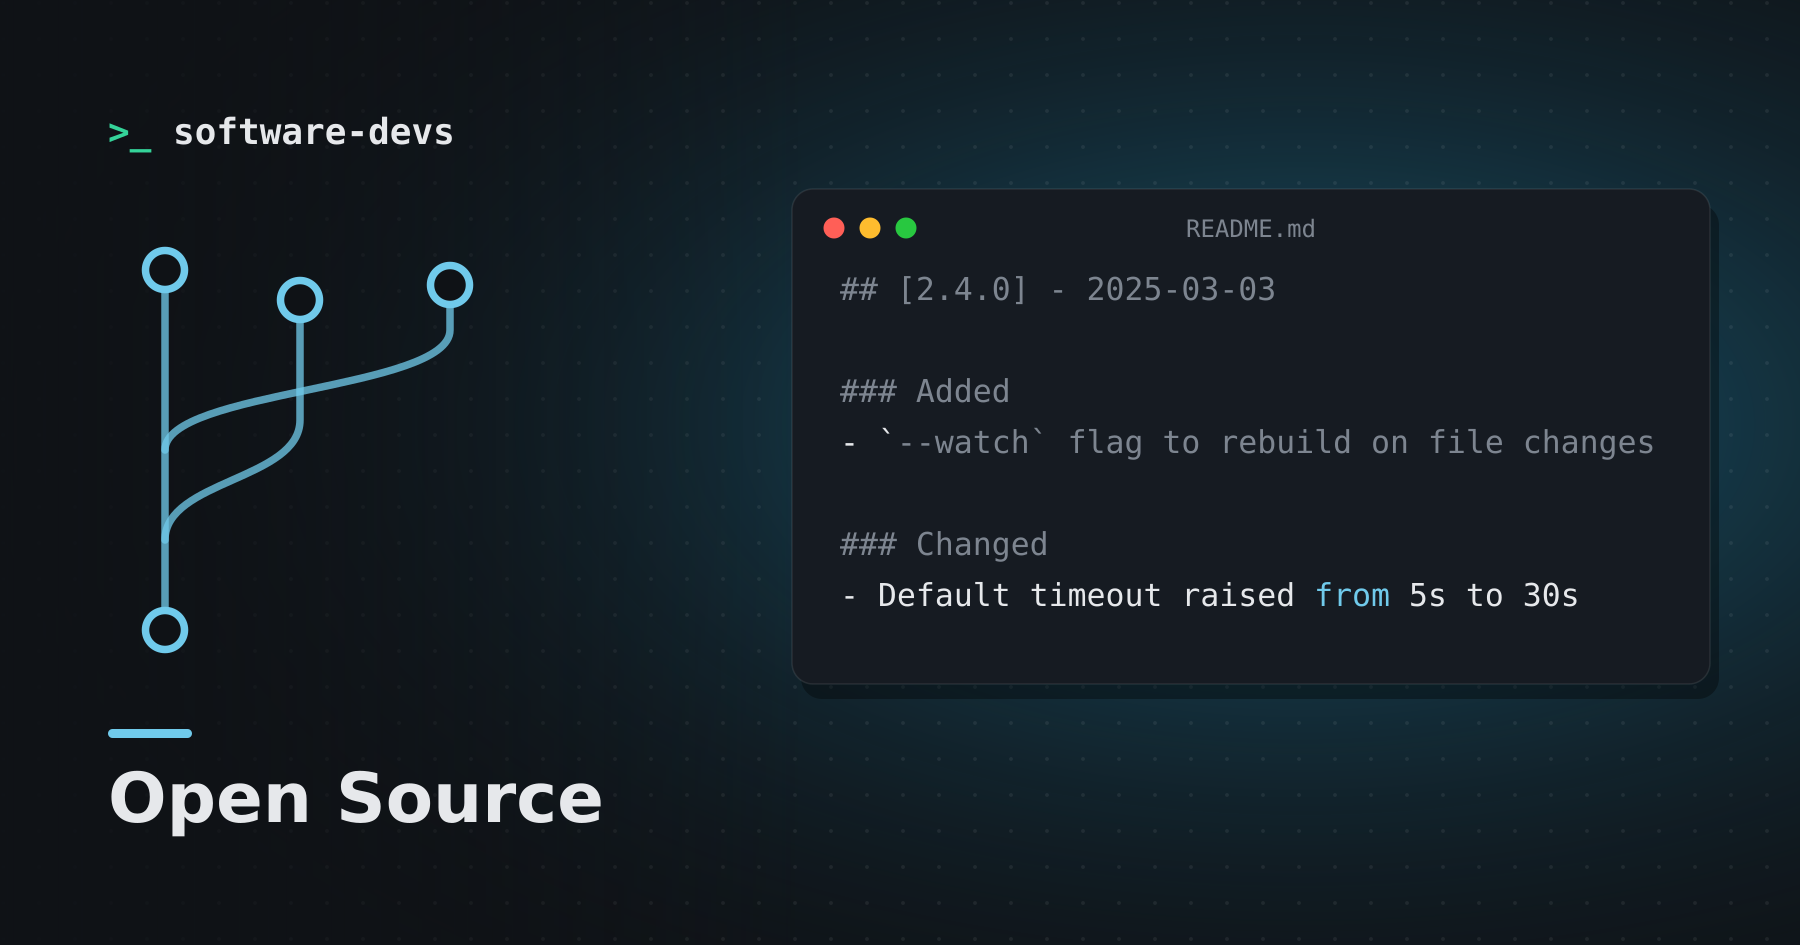 >_ software-devs
README.md
## [2.4.0] - 2025-03-03
### Added
- `--watch` flag to rebuild on file changes
### Changed
- Default timeout raised from 5s to 30s
Open Source